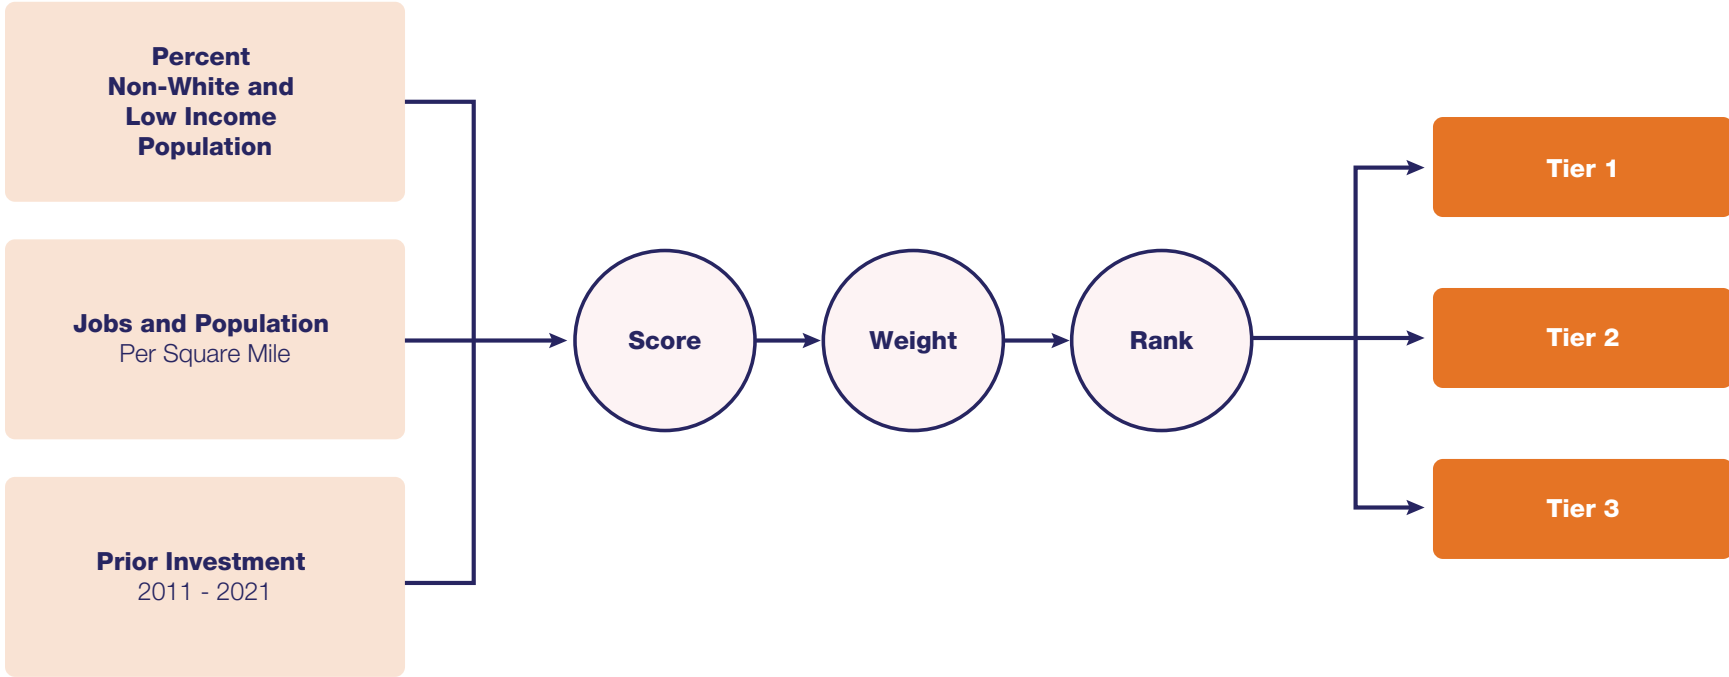 Percent
Non-White and
Low Income
Population
Jobs and Population
Per Square Mile
Prior Investment
2011 - 2021
Score
Weight
Rank
Tier 1
Tier 2
Tier 3